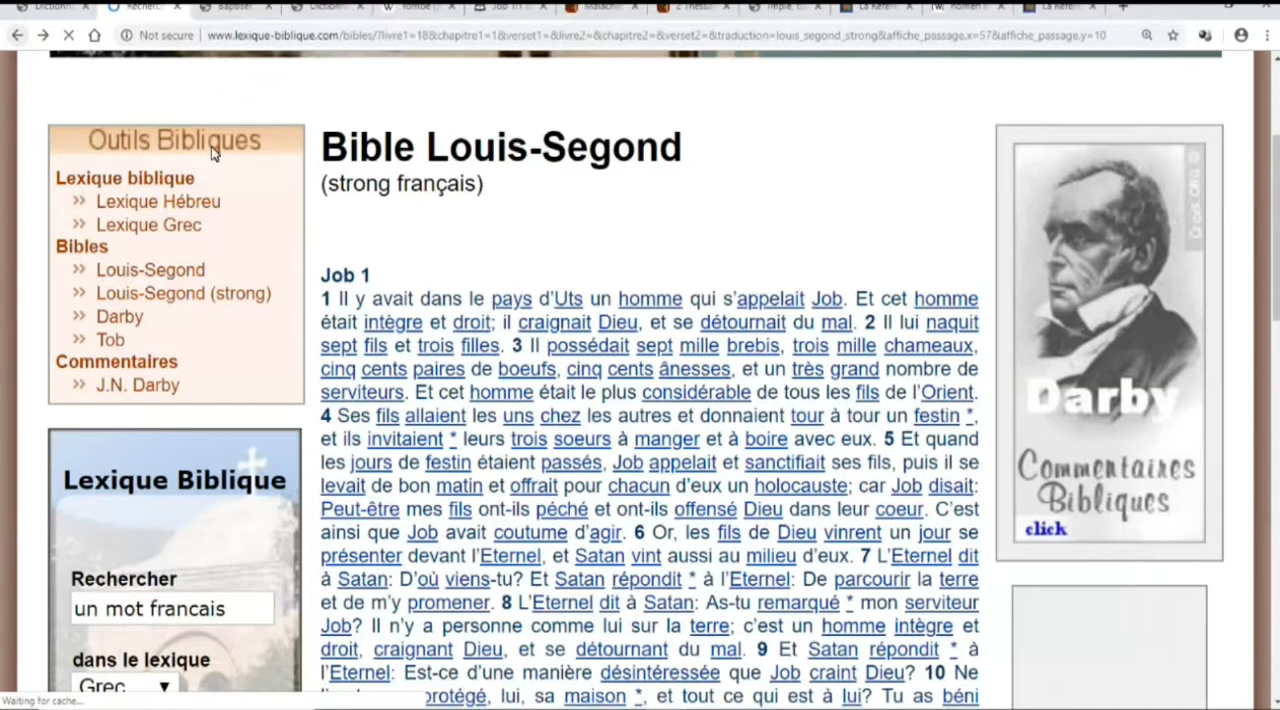 Dictionn
Recherc
Baptise
Diction
Tombe
Job 1:1
Malachi
2 Thess
Not secure
www.lexique-biblique.com/bibles/?livre1=18&chapitre1=1&verset1=&livre2=&chapitre2=&verset2=&traduction=louis_segond_strong&affiche_passage.x=57&affiche_passage.y=10
Outils Bibliques
Lexique biblique
>> Lexique Hébreu
>> Lexique Grec
Bibles
>> Louis-Segond
>> Louis-Segond (strong)
>> Darby
>> Tob
Commentaires
>> J.N. Darby
Lexique Biblique
Rechercher
un mot francais
dans le lexique
Grec
Waiting for cache...
Bible Louis-Segond
(strong français)
Job 1
1 Il y avait dans le pays d'Uts un homme qui s'appelait Job. Et cet homme
était intègre et droit; il craignait Dieu, et se détournait du mal. 2 Il lui naquit
sept fils et trois filles. 3 Il possédait sept mille brebis, trois mille chameaux,
cinq cents paires de boeufs, cinq cents ânesses, et un très grand nombre de
serviteurs. Et cet homme était le plus considérable de tous les fils de l'Orient.
4 Ses fils allaient les uns chez les autres et donnaient tour à tour un festin *,
et ils invitaient * leurs trois soeurs à manger et à boire avec eux. 5 Et quand
les jours de festin étaient passés, Job appelait et sanctifiait ses fils, puis il se
levait de bon matin et offrait pour chacun d'eux un holocauste; car Job disait:
Peut-être mes fils ont-ils péché et ont-ils offensé Dieu dans leur coeur. C'est
ainsi que Job avait coutume d'agir. 6 Or, les fils de Dieu vinrent un jour se
présenter devant l'Eternel, et Satan vint aussi au milieu d'eux. 7 L'Eternel dit
à Satan: D'où viens-tu? Et Satan répondit * à l'Eternel: De parcourir la terre
et de m'y promener. 8 L'Eternel dit à Satan: As-tu remarqué * mon serviteur
Job? Il n'y a personne comme lui sur la terre; c'est un homme intègre et
droit, craignant Dieu, et se détournant du mal. 9 Et Satan répondit * à
l'Eternel: Est-ce d'une manière désintéressée que Job craint Dieu? 10 Ne
protégé, lui, sa maison *, et tout ce qui est à lui? Tu as béni
Darby
Commentaires
Bibliques
click